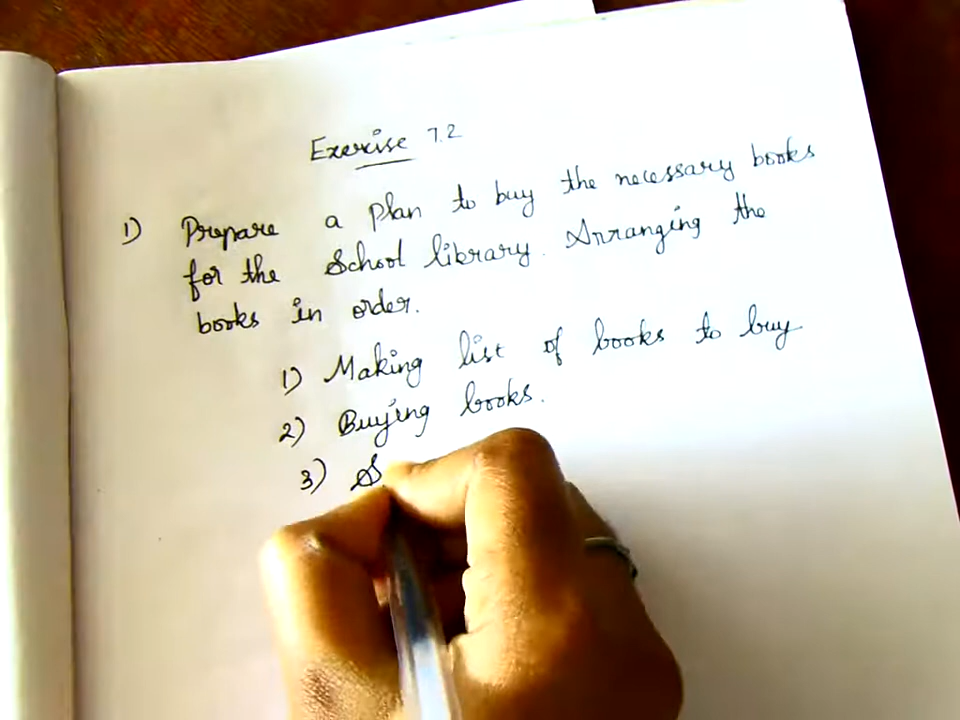 Exercise 7.2
1) Prepare a plan to buy the necessary books
for the School library. Arranging the
books in order.
1) Making list of books to buy
2) Buying books.
3) S